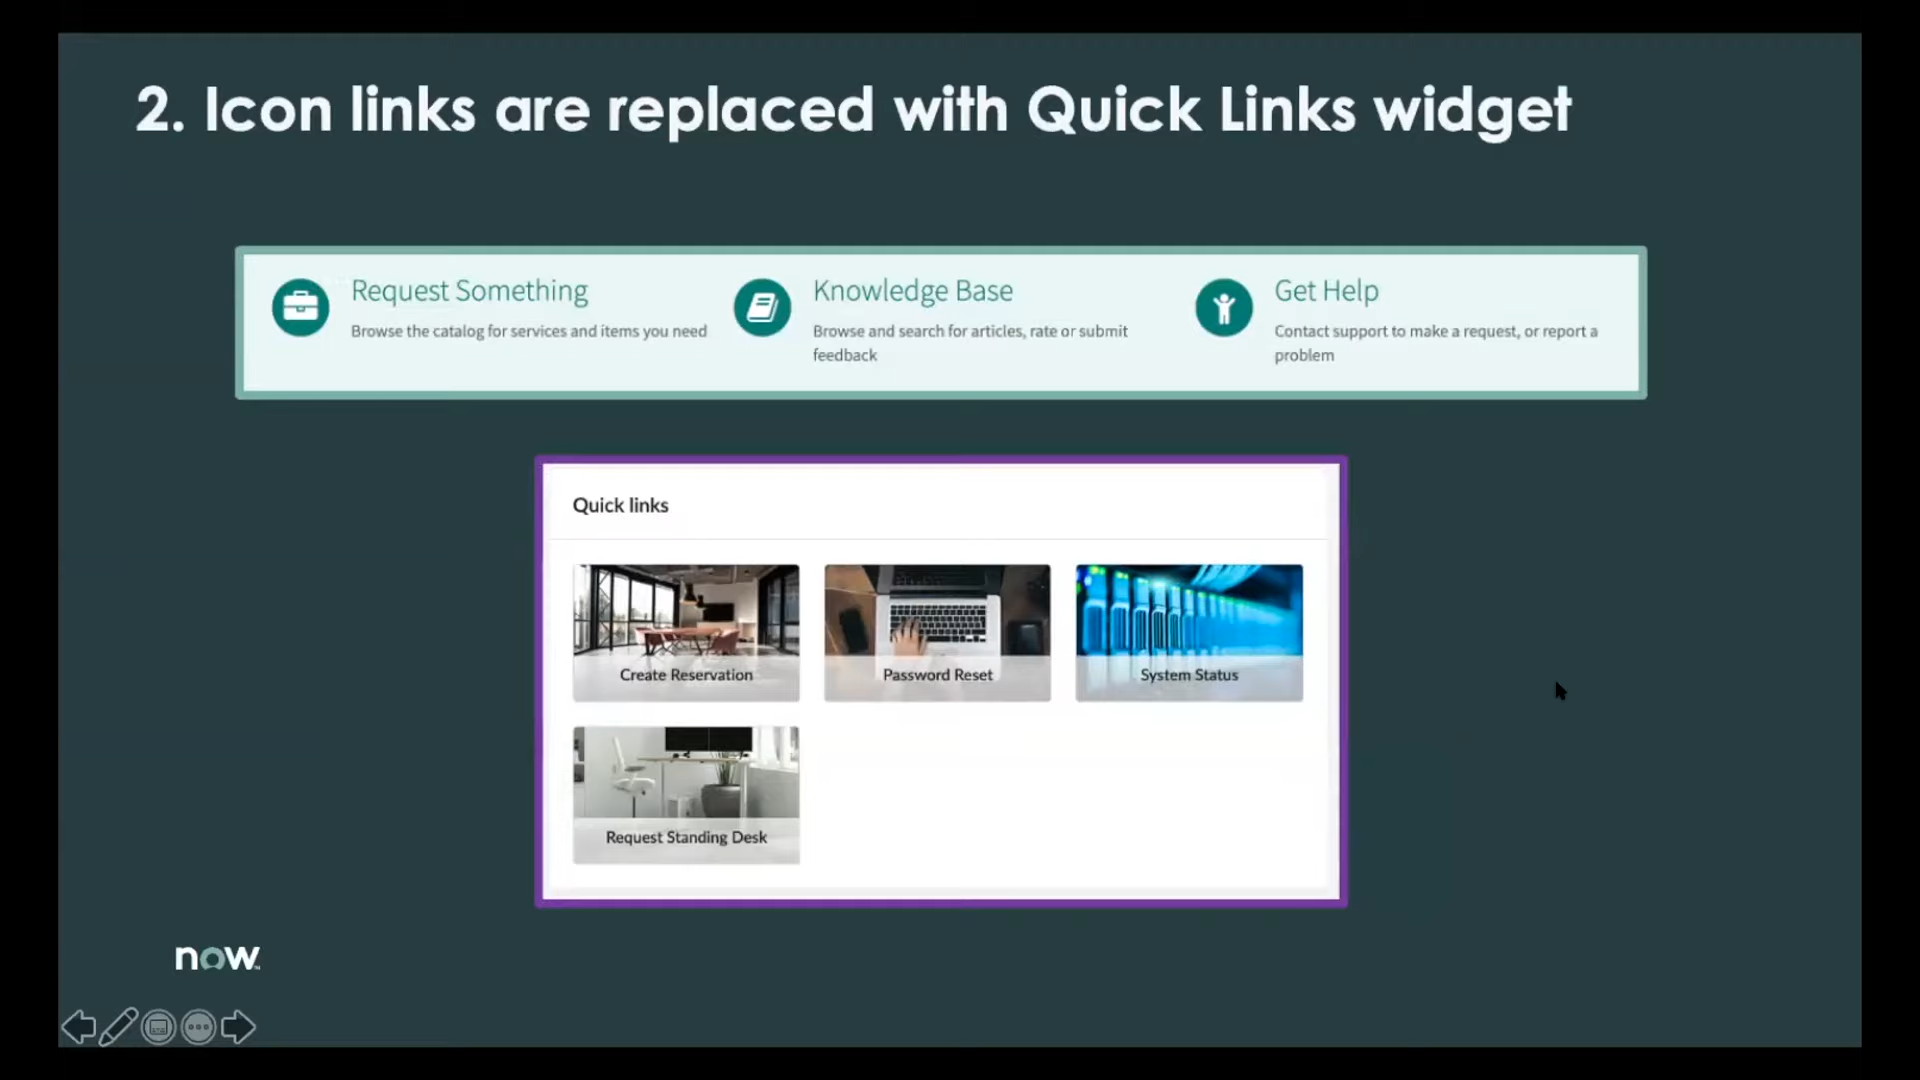 2. Icon links are replaced with Quick Links widget
Request Something
Browse the catalog for services and items you need
Knowledge Base
Browse and search for articles, rate or submit
feedback
Get Help
Contact support to make a request, or report a
problem
Quick links
Create Reservation
Password Reset
System Status
Request Standing Desk
now